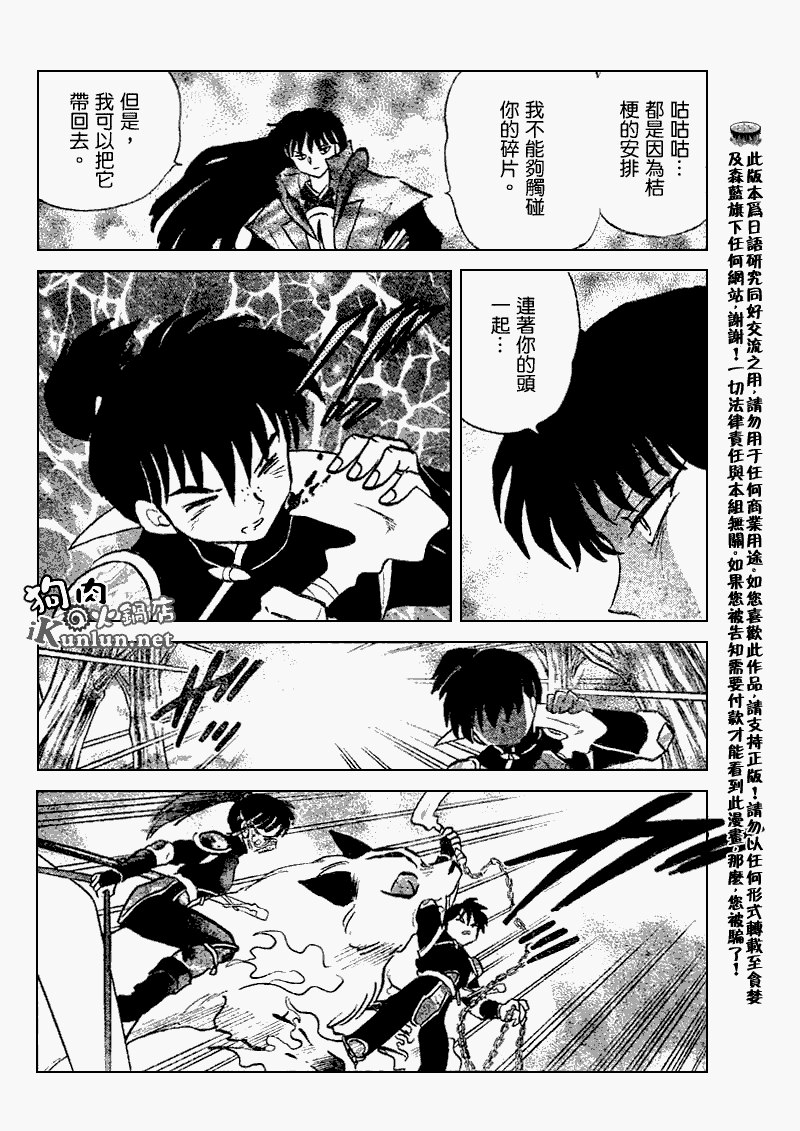 咕咕咕…
都是因為桔
梗的安排
我不能夠觸碰
你的碎片。
但是，
我可以把它
帶回去。
連著你的頭
一起…
狗肉
火鍋店
iKunlun.net
此版本爲日語研究同好交流之用，請勿用于任何商業用途。如您喜歡此作品，請支持正版！請勿以任何形式轉載至貪婪
及森藍旗下任何網站，謝謝！一切法律責任與本組無關。如果您被告知需要付款才能看到此漫畫，那麼，您被騙了！